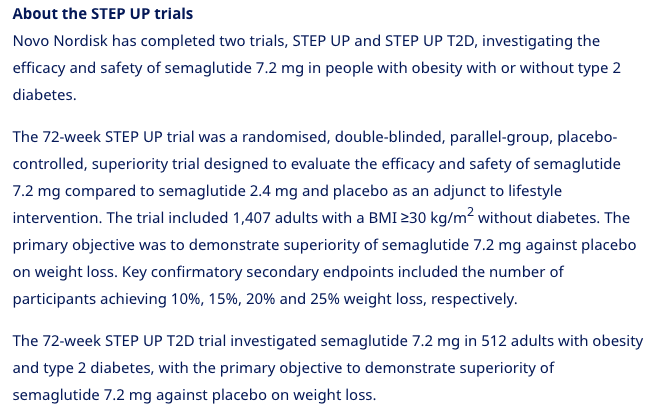 About the STEP UP trials
Novo Nordisk has completed two trials, STEP UP and STEP UP T2D, investigating the
efficacy and safety of semaglutide 7.2 mg in people with obesity with or without type 2
diabetes.
The 72-week STEP UP trial was a randomised, double-blinded, parallel-group, placebo-
controlled, superiority trial designed to evaluate the efficacy and safety of semaglutide
7.2 mg compared to semaglutide 2.4 mg and placebo as an adjunct to lifestyle
intervention. The trial included 1,407 adults with a BMI ≥30 kg/m² without diabetes. The
primary objective was to demonstrate superiority of semaglutide 7.2 mg against placebo
on weight loss. Key confirmatory secondary endpoints included the number of
participants achieving 10%, 15%, 20% and 25% weight loss, respectively.
The 72-week STEP UP T2D trial investigated semaglutide 7.2 mg in 512 adults with obesity
and type 2 diabetes, with the primary objective to demonstrate superiority of
semaglutide 7.2 mg against placebo on weight loss.